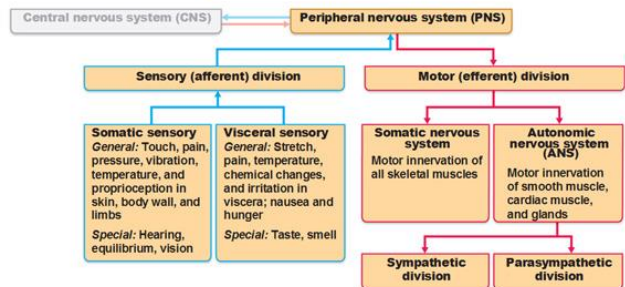 Central nervous system (CNS)
Peripheral nervous system (PNS)
Sensory (afferent) division
Motor (efferent) division
Somatic sensory
General: Touch, pain,
pressure, vibration,
temperature, and
proprioception in
skin, body wall, and
limbs
Special: Hearing,
equilibrium, vision
Visceral sensory
General: Stretch,
pain, temperature,
chemical changes,
and irritation in
viscera; nausea and
hunger
Special: Taste, smell
Somatic nervous
system
Motor innervation of
all skeletal muscles
Autonomic
nervous system
(ANS)
Motor innervation
of smooth muscle,
cardiac muscle,
and glands
Sympathetic
division
Parasympathetic
division